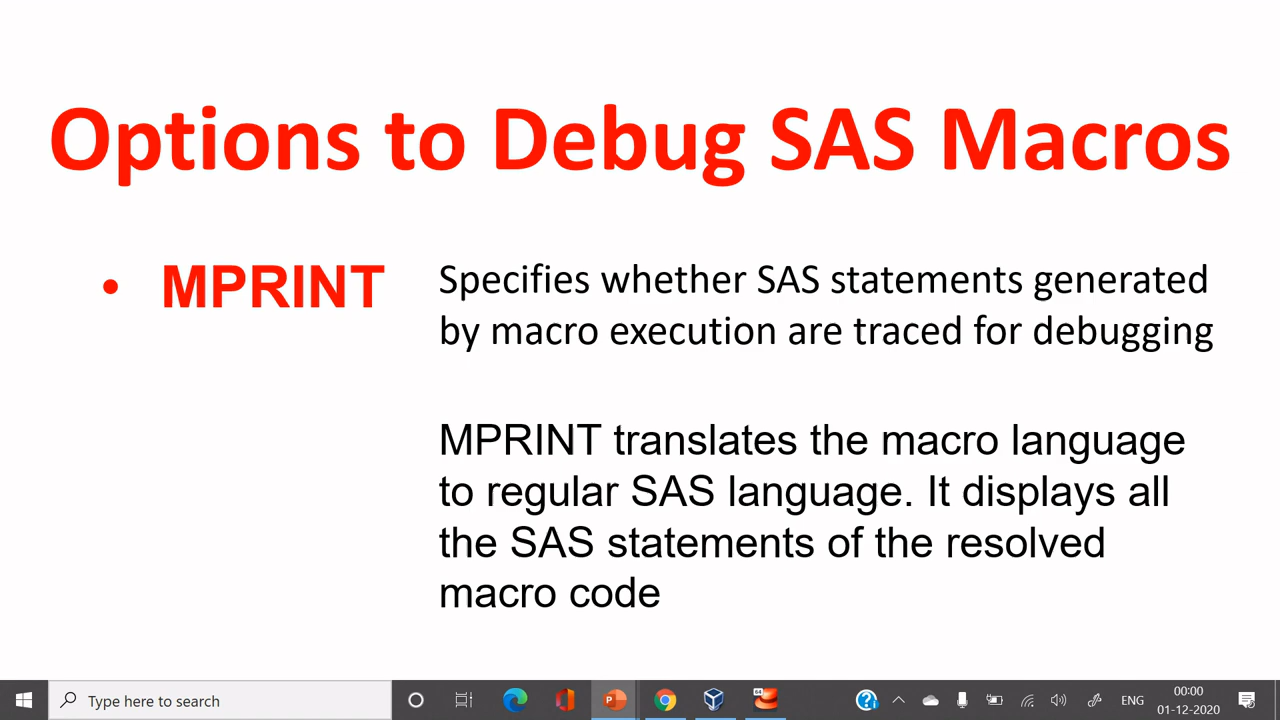 Options to Debug SAS Macros
• MPRINT
Specifies whether SAS statements generated
by macro execution are traced for debugging
MPRINT translates the macro language
to regular SAS language. It displays all
the SAS statements of the resolved
macro code
Type here to search
64
ENG
00:00
01-12-2020